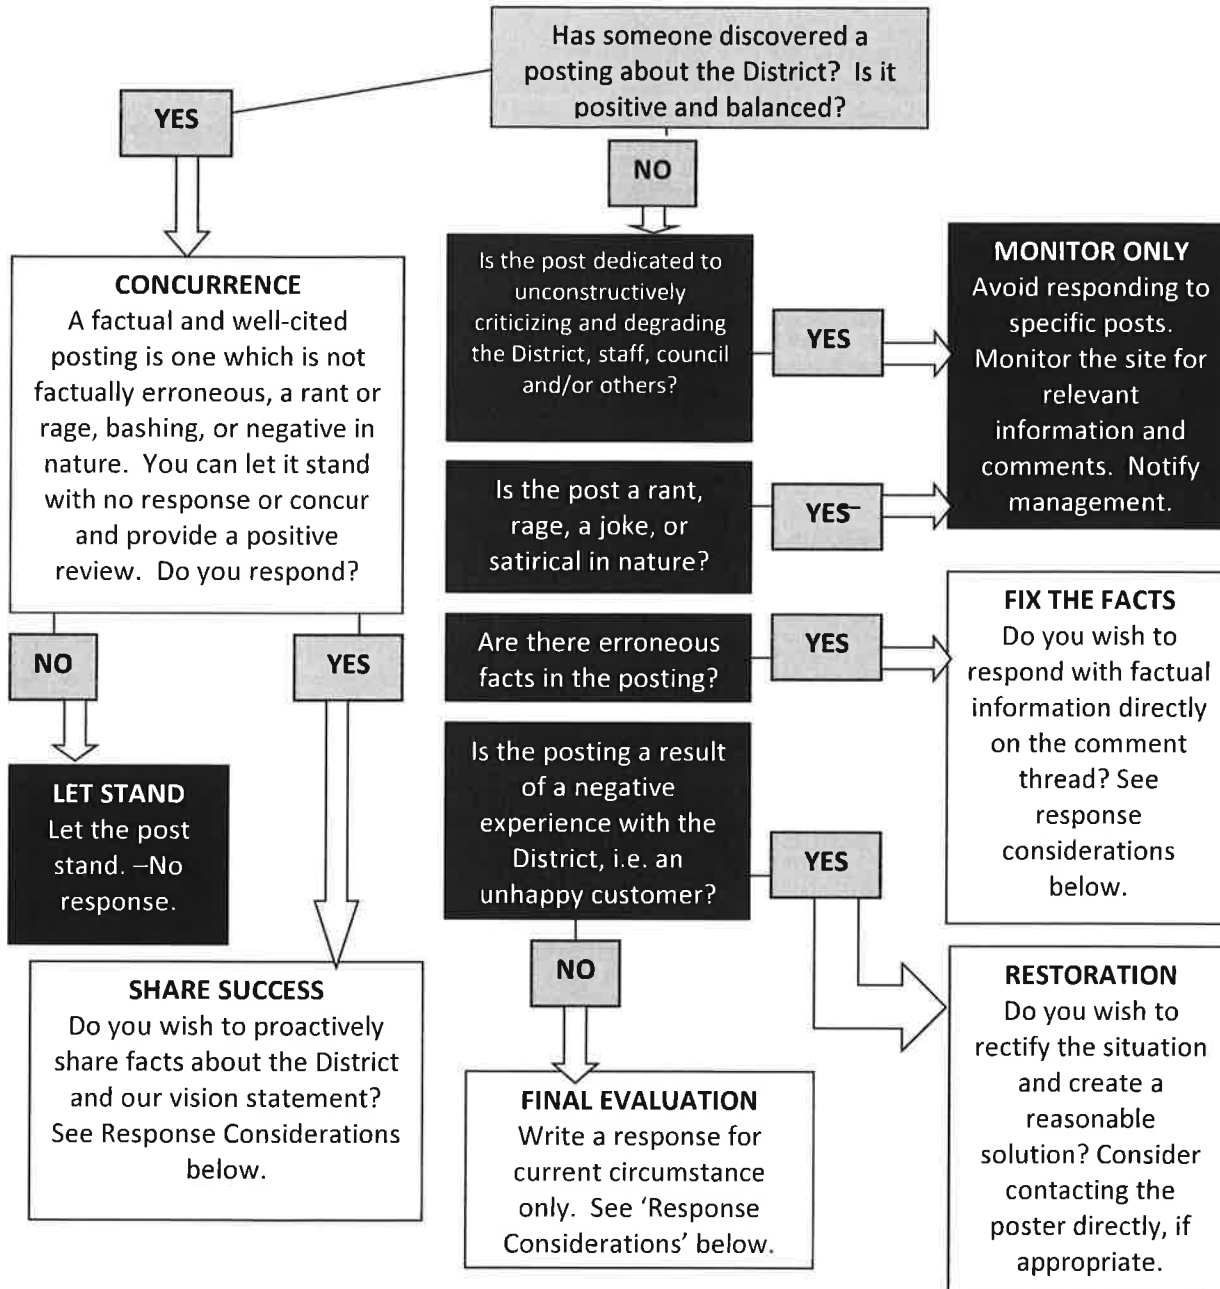 Has someone discovered a
posting about the District? Is it
positive and balanced?
YES
NO
CONCURRENCE
A factual and well-cited
posting is one which is not
factually erroneous, a rant or
rage, bashing, or negative in
nature. You can let it stand
with no response or concur
and provide a positive
review. Do you respond?
NO
YES
LET STAND
Let the post
stand. –No
response.
SHARE SUCCESS
Do you wish to proactively
share facts about the District
and our vision statement?
See Response Considerations
below.
Is the post dedicated to
unconstructively
criticizing and degrading
the District, staff, council
and/or others?
YES
MONITOR ONLY
Avoid responding to
specific posts.
Monitor the site for
relevant
information and
comments. Notify
management.
Is the post a rant,
rage, a joke, or
satirical in nature?
YES
Are there erroneous
facts in the posting?
YES
FIX THE FACTS
Do you wish to
respond with factual
information directly
on the comment
thread? See
response
considerations
below.
Is the posting a result
of a negative
experience with the
District, i.e. an
unhappy customer?
YES
RESTORATION
Do you wish to
rectify the situation
and create a
reasonable
solution? Consider
contacting the
poster directly, if
appropriate.
NO
FINAL EVALUATION
Write a response for
current circumstance
only. See ‘Response
Considerations’ below.